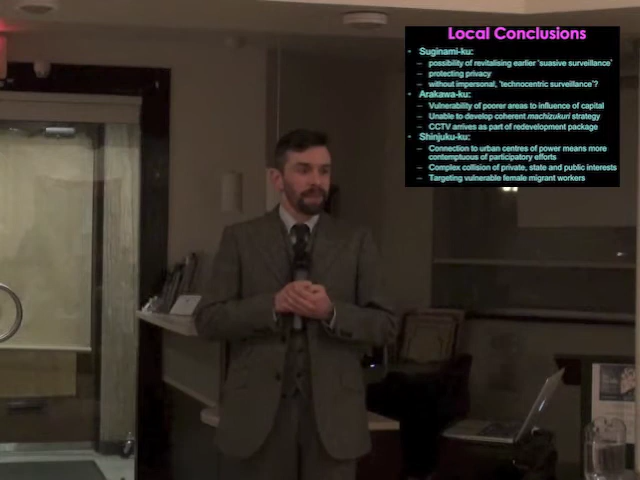 Local Conclusions
• Suginami-ku:
– possibility of revitalising earlier 'suasive surveillance'
– protecting privacy
– without impersonal, 'technocentric surveillance'?
• Arakawa-ku:
– Vulnerability of poorer areas to influence of capital
– Unable to develop coherent machizukuri strategy
– CCTV arrives as part of redevelopment package
• Shinjuku-ku:
– Connection to urban centres of power means more
contemptuous of participatory efforts
– Complex collision of private, state and public interests
– Targeting vulnerable female migrant workers